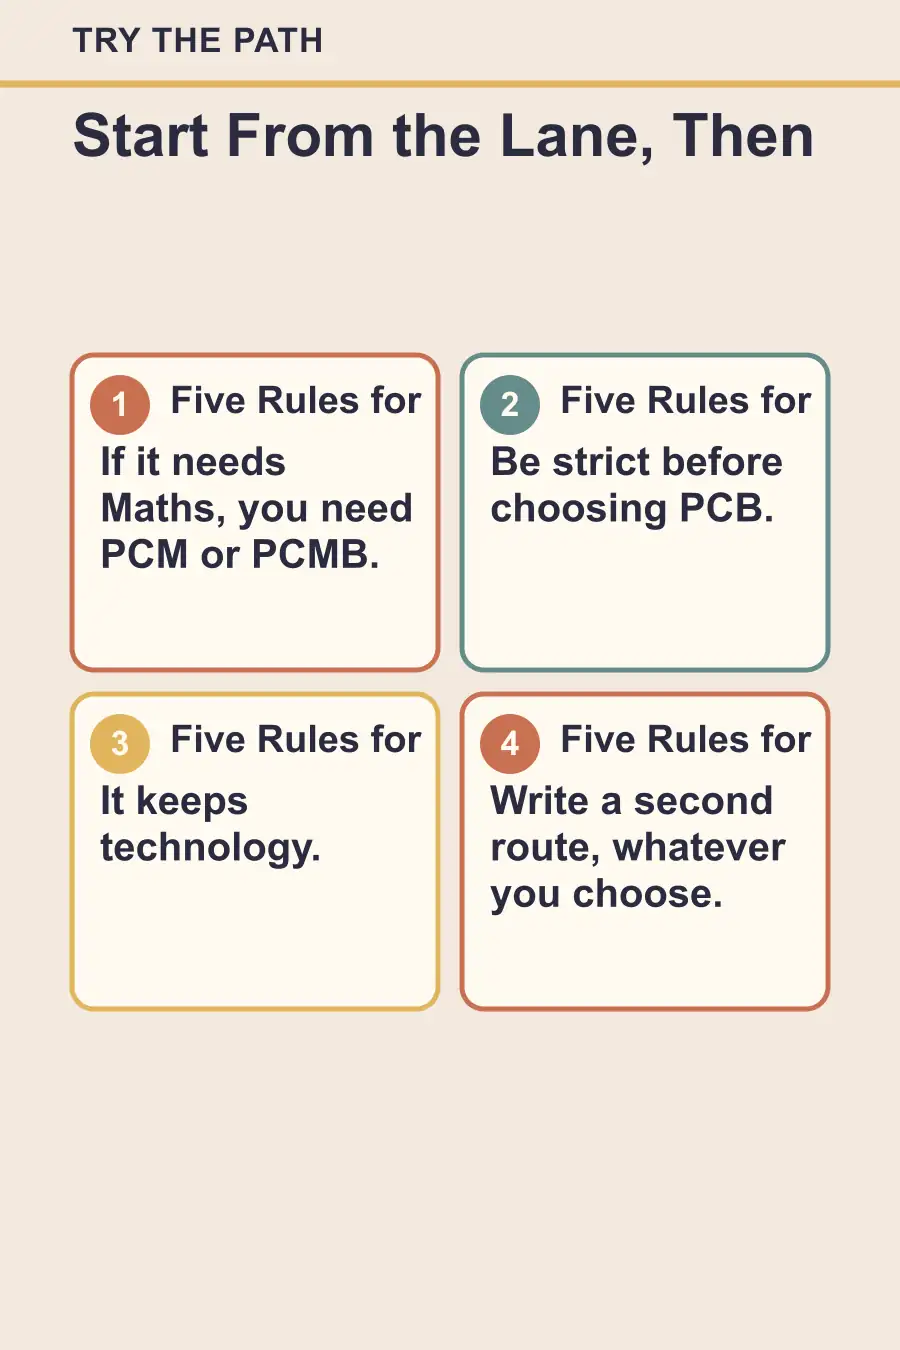 TRY THE PATH
Start From the Lane, Then
1 Five Rules for
If it needs
Maths, you need
PCM or PCMB.
2 Five Rules for
Be strict before
choosing PCB.
3 Five Rules for
It keeps
technology.
4 Five Rules for
Write a second
route, whatever
you choose.